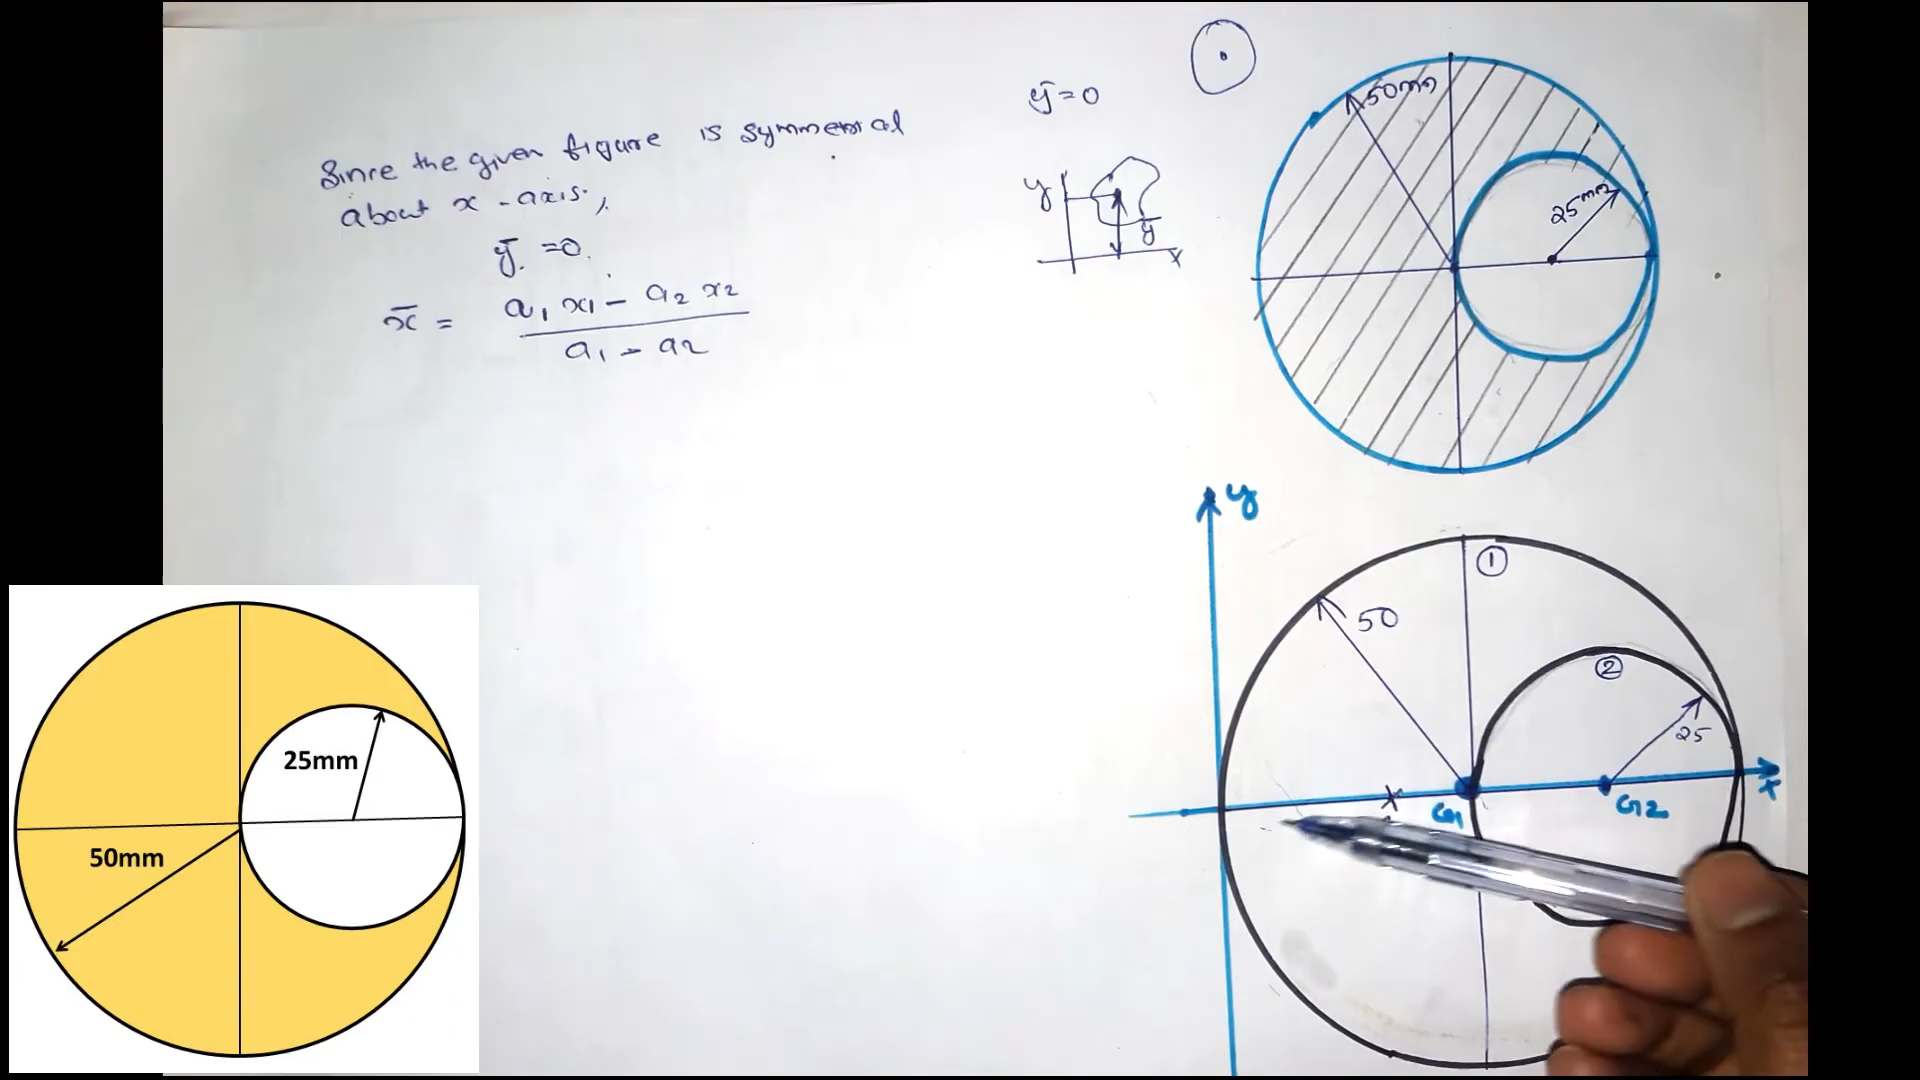 Since the given figure is symmetral
about x-axis,
ȳ. =0.
x̄ = a1 x1 - a2 x2
a1 - a2
ȳ=0
y
ȳ
x
50mm
25mm
y
①
50
②
25
x
G1
G2
25mm
50mm